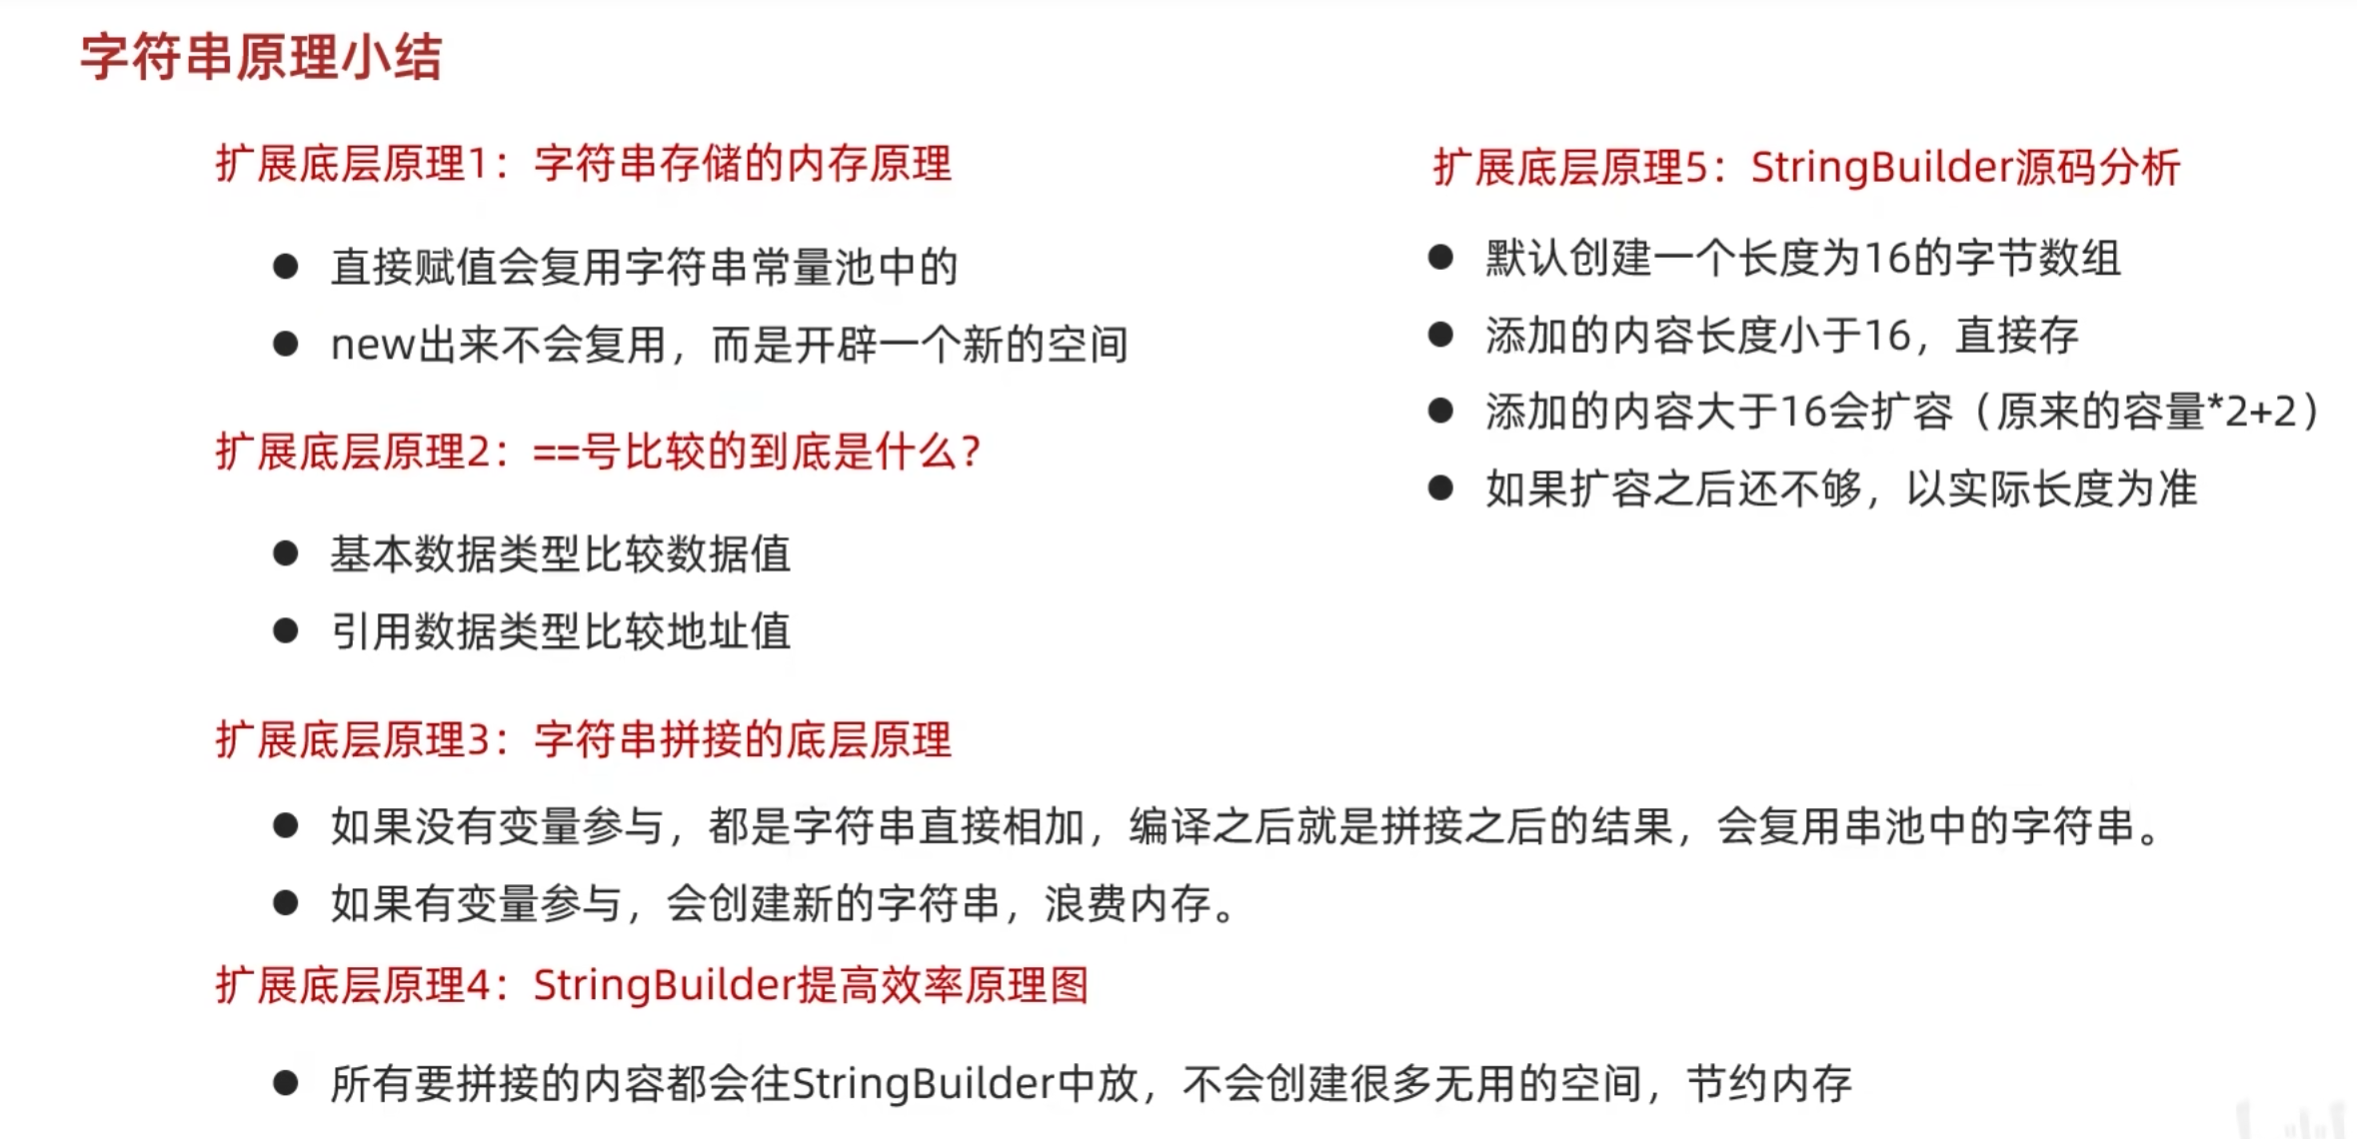 字符串原理小结
扩展底层原理1：字符串存储的内存原理
直接赋值会复用字符串常量池中的
new出来不会复用，而是开辟一个新的空间
扩展底层原理2：==号比较的到底是什么？
基本数据类型比较数据值
引用数据类型比较地址值
扩展底层原理3：字符串拼接的底层原理
如果没有变量参与，都是字符串直接相加，编译之后就是拼接之后的结果，会复用串池中的字符串。
如果有变量参与，会创建新的字符串，浪费内存。
扩展底层原理4：StringBuilder提高效率原理图
所有要拼接的内容都会往StringBuilder中放，不会创建很多无用的空间，节约内存
扩展底层原理5：StringBuilder源码分析
默认创建一个长度为16的字节数组
添加的内容长度小于16，直接存
添加的内容大于16会扩容（原来的容量*2+2）
如果扩容之后还不够，以实际长度为准